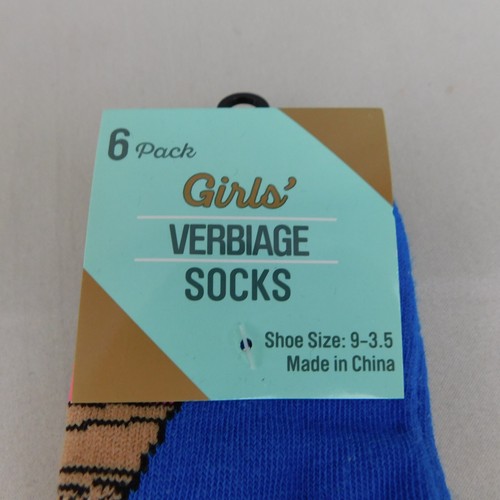 6 Pack
Girls'
VERBIAGE
SOCKS
Shoe Size: 9-3.5
Made in China